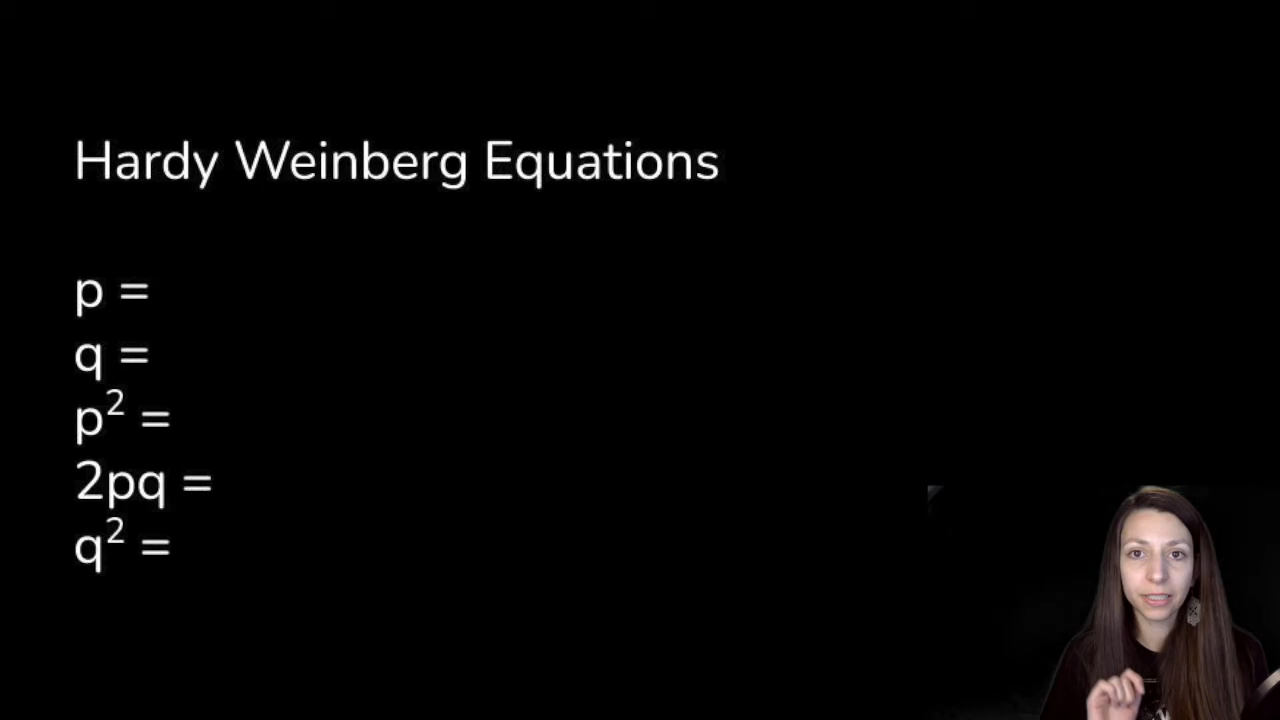 Hardy Weinberg Equations
p =
q =
p² =
2pq =
q² =